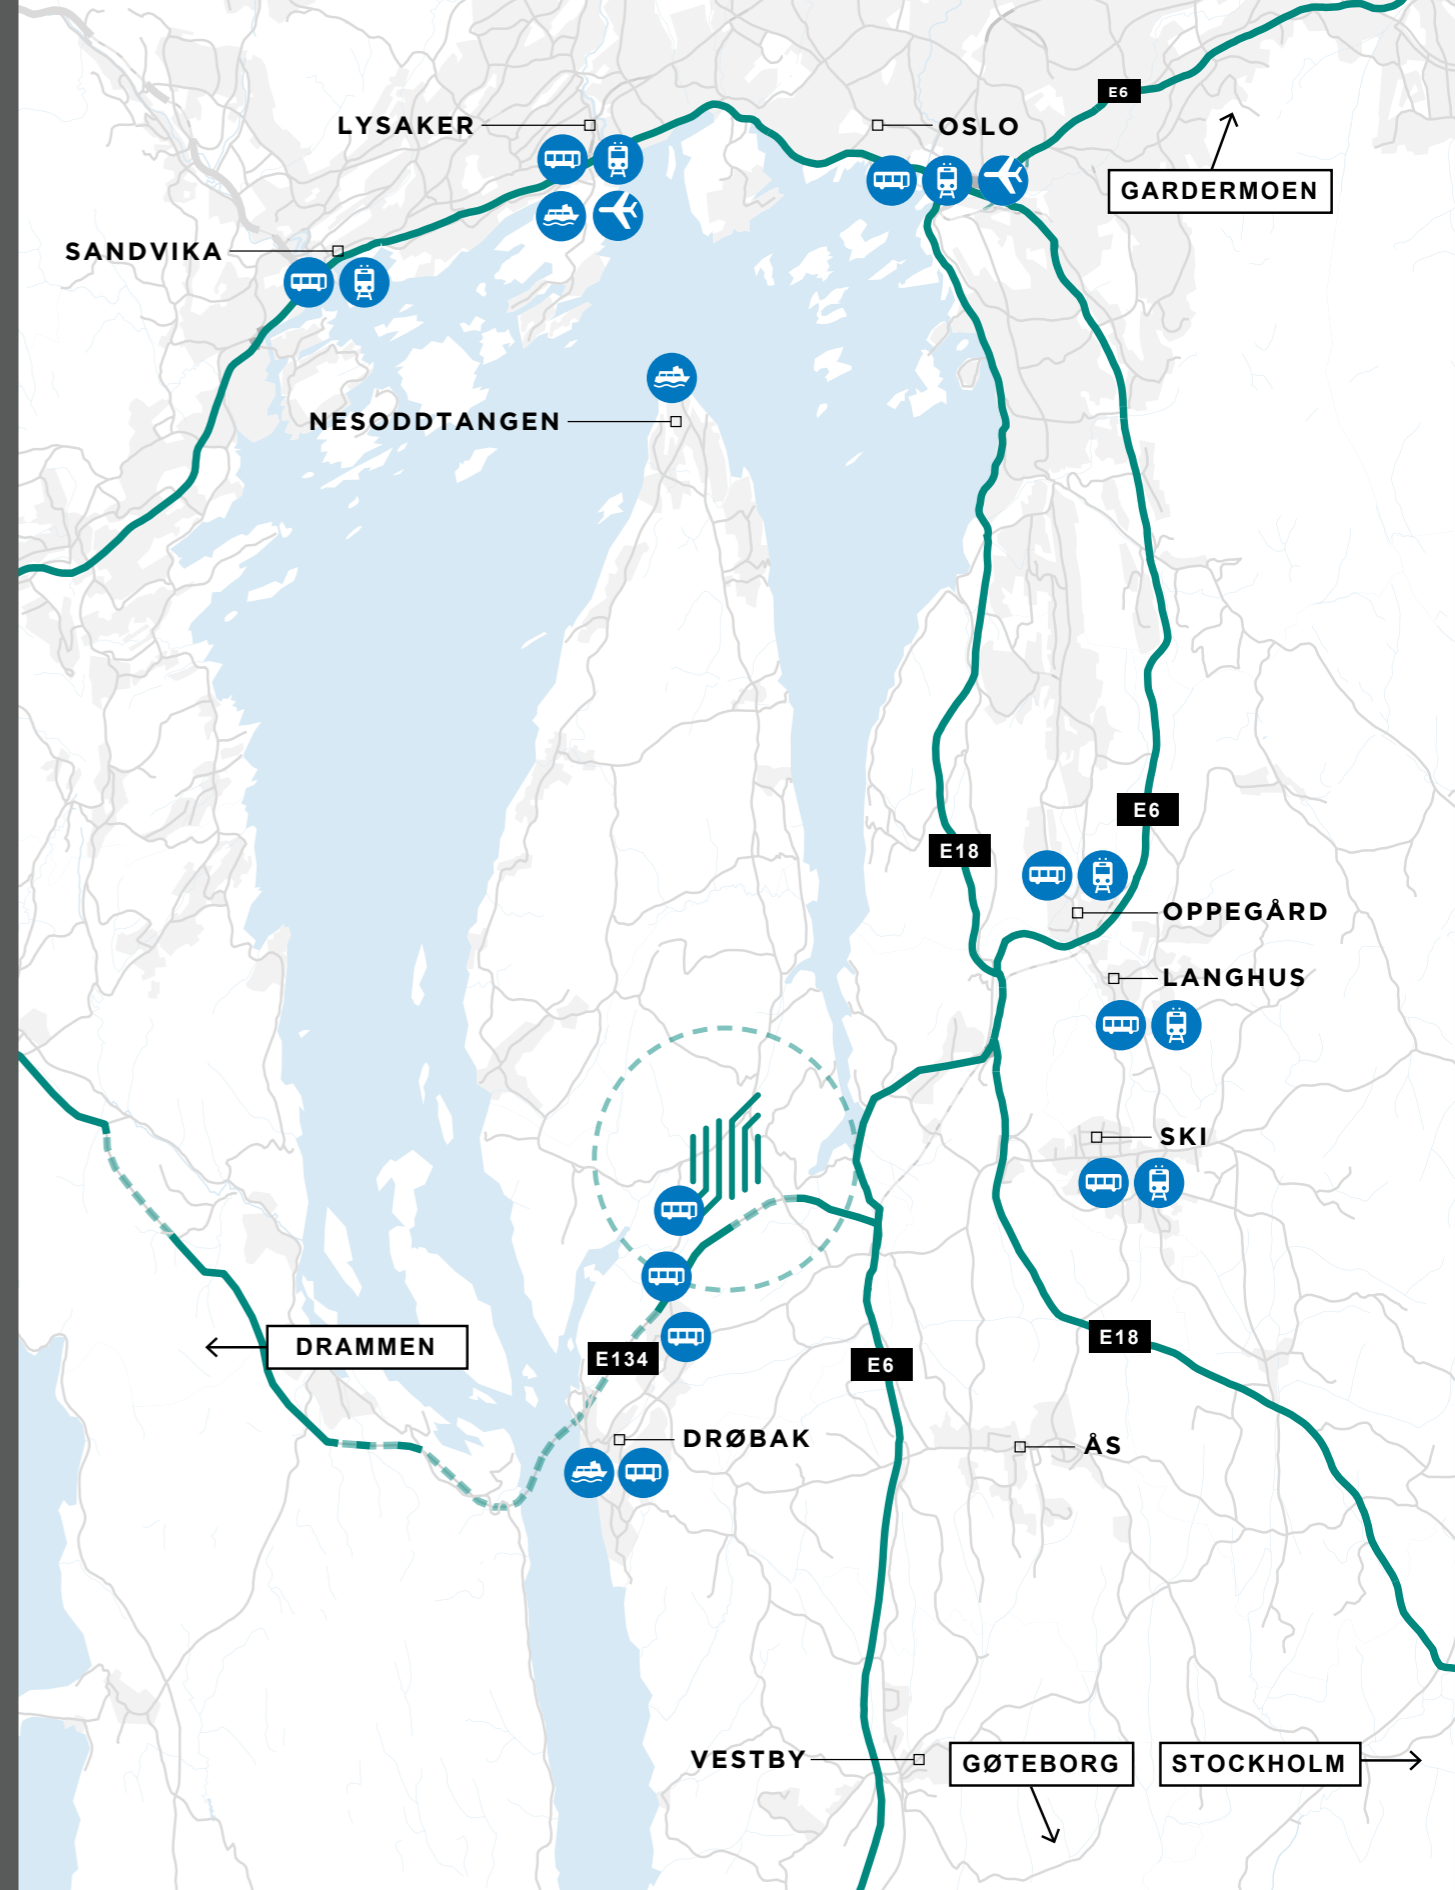 E6
LYSAKER
OSLO
GARDERMOEN
SANDVIKA
NESODDTANGEN
E6
E18
OPPEGÅRD
LANGHUS
SKI
E18
DRAMMEN
E134
E6
DRØBAK
ÅS
VESTBY
GØTEBORG
STOCKHOLM